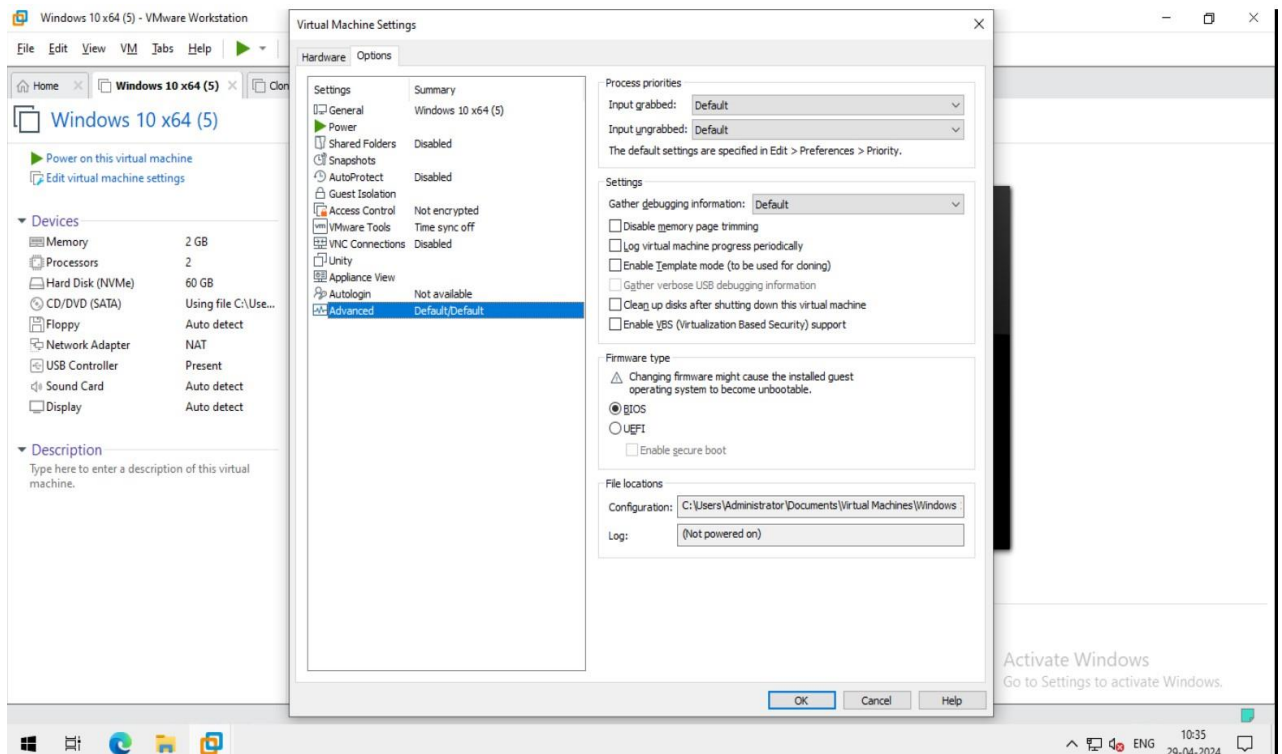 Windows 10 x64 (5) - VMware Workstation
File Edit View VM Tabs Help
Home Windows 10 x64 (5) Clon
Windows 10 x64 (5)
Power on this virtual machine
Edit virtual machine settings
Devices
Memory 2 GB
Processors 2
Hard Disk (NVMe) 60 GB
CD/DVD (SATA) Using file C:\Use...
Floppy Auto detect
Network Adapter NAT
USB Controller Present
Sound Card Auto detect
Display Auto detect
Description
Type here to enter a description of this virtual
machine.
Virtual Machine Settings
Hardware Options
Settings Summary
General Windows 10 x64 (5)
Power
Shared Folders Disabled
Snapshots
AutoProtect Disabled
Guest Isolation
Access Control Not encrypted
vm VMware Tools Time sync off
VNC Connections Disabled
Unity
Appliance View
Autologin Not available
Advanced Default/Default
Process priorities
Input grabbed: Default
Input ungrabbed: Default
The default settings are specified in Edit > Preferences > Priority.
Settings
Gather debugging information: Default
Disable memory page trimming
Log virtual machine progress periodically
Enable Template mode (to be used for cloning)
Gather verbose USB debugging information
Clean up disks after shutting down this virtual machine
Enable VBS (Virtualization Based Security) support
Firmware type
Changing firmware might cause the installed guest
operating system to become unbootable.
BIOS
UEFI
Enable secure boot
File locations
Configuration: C:\Users\Administrator\Documents\Virtual Machines\Windows
Log: (Not powered on)
OK Cancel Help
Activate Windows
Go to Settings to activate Windows.
ENG
10:35
29-04-2024